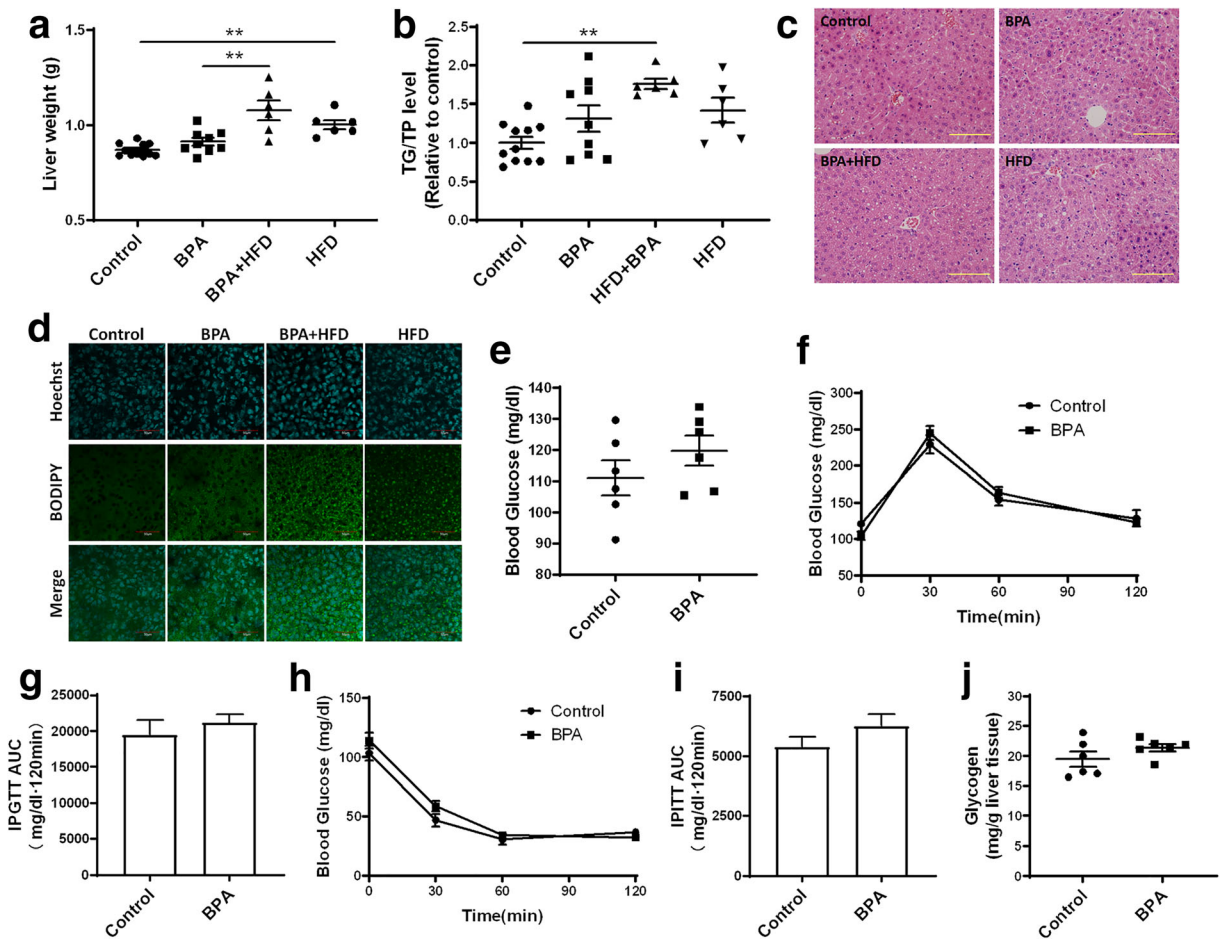 a
Liver weight (g)
1.5
1.0
0.5
**
**
Control
BPA
BPA+HFD
HFD
b
TG/TP level
(Relative to control)
2.5
2.0
1.5
1.0
0.5
0.0
**
Control
BPA
HFD+BPA
HFD
c
Control
BPA
BPA+HFD
HFD
d
Control BPA BPA+HFD HFD
Hoechst
BODIPY
Merge
e
Blood Glucose (mg/dl)
140
130
120
110
100
90
80
Control
BPA
f
Blood Glucose (mg/dl)
300
250
200
150
100
50
Control
BPA
0 30 60 90 120
Time(min)
g
IPGTT AUC
( mg/dl·120min)
25000
20000
15000
10000
5000
0
Control
BPA
h
Blood Glucose (mg/dl)
150
100
50
0
Control
BPA
0 30 60 90 120
Time(min)
i
IPITT AUC
( mg/dl·120min)
7500
5000
2500
0
Control
BPA
j
Glycogen
(mg/g liver tissue)
30
25
20
15
10
5
0
Control
BPA